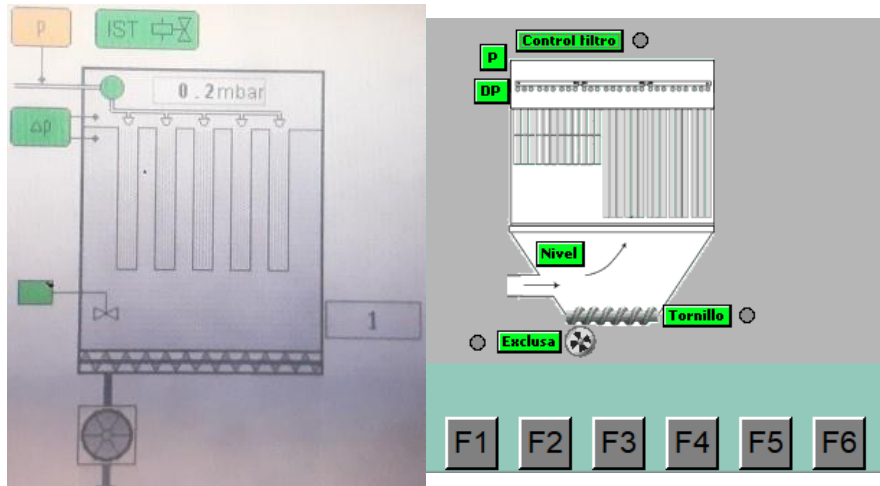 p
IST
0.2mbar
Δp
1
Control filtro
P
DP
Nivel
Tornillo
Exclusa
F1 F2 F3 F4 F5 F6